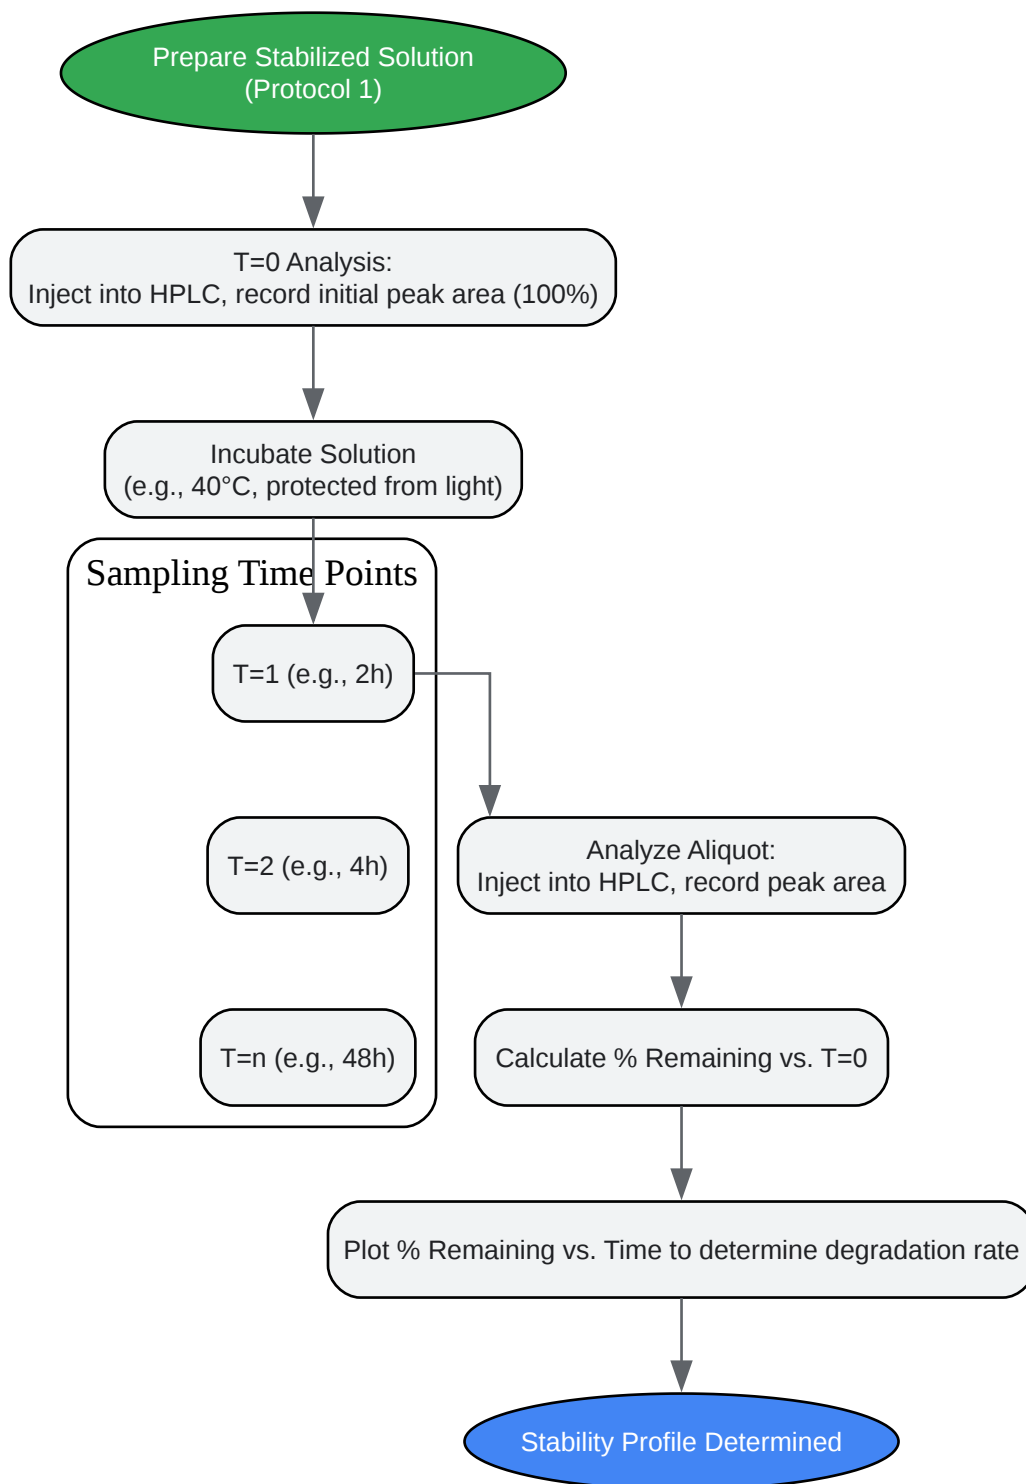 Prepare Stabilized Solution
(Protocol 1)
T=0 Analysis:
Inject into HPLC, record initial peak area (100%)
Incubate Solution
(e.g., 40°C, protected from light)
Sampling Time Points
T=1 (e.g., 2h)
T=2 (e.g., 4h)
Analyze Aliquot:
Inject into HPLC, record peak area
T=n (e.g., 48h)
Calculate % Remaining vs. T=0
Plot % Remaining vs. Time to determine degradation rate
Stability Profile Determined